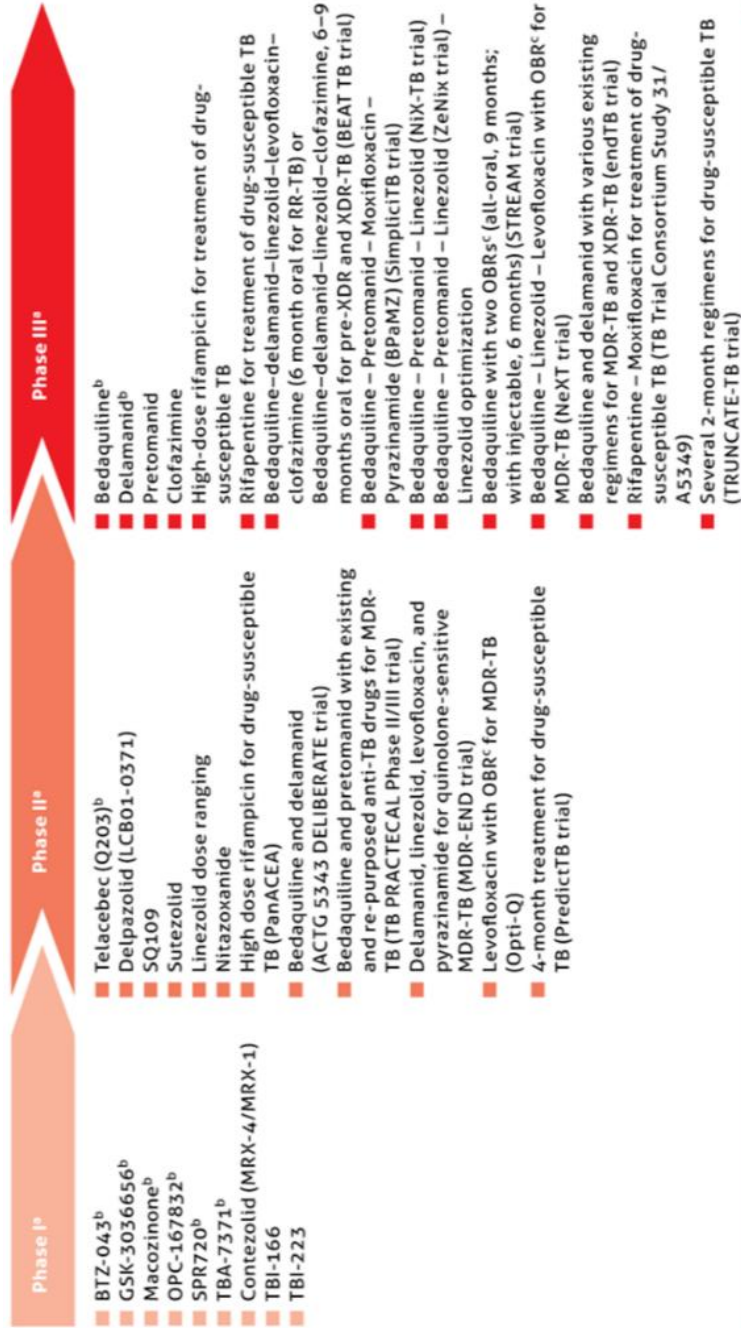 Phase Iᵃ
BTZ-043ᵇ
GSK-3036656ᵇ
Macozinoneᵇ
OPC-167832ᵇ
SPR720ᵇ
TBA-7371ᵇ
Contezolid (MRX-4/MRX-1)
TBI-166
TBI-223
Phase IIᵃ
Telacebec (Q203)ᵇ
Delpazolid (LCB01-0371)
SQ109
Sutezolid
Linezolid dose ranging
Nitazoxanide
High dose rifampicin for drug-susceptible
TB (PanACEA)
Bedaquiline and delamanid
(ACTG 5343 DELIBERATE trial)
Bedaquiline and pretomanid with existing
and re-purposed anti-TB drugs for MDR-
TB (TB PRACTECAL Phase II/III trial)
Delamanid, linezolid, levofloxacin, and
pyrazinamide for quinolone-sensitive
MDR-TB (MDR-END trial)
Levofloxacin with OBRᶜ for MDR-TB
(Opti-Q)
4-month treatment for drug-susceptible
TB (PredictTB trial)
Phase IIIᵃ
Bedaquilineᵇ
Delamanidᵇ
Pretomanid
Clofazimine
High-dose rifampicin for treatment of drug-
susceptible TB
Rifapentine for treatment of drug-susceptible TB
Bedaquiline–delamanid–linezolid–levofloxacin–
clofazimine (6 month oral for RR-TB) or
Bedaquiline–delamanid–linezolid–clofazimine, 6–9
months oral for pre-XDR and XDR-TB (BEAT TB trial)
Bedaquiline – Pretomanid – Moxifloxacin –
Pyrazinamide (BPaMZ) (SimpliciTB trial)
Bedaquiline – Pretomanid – Linezolid (NiX-TB trial)
Bedaquiline – Pretomanid – Linezolid (ZeNix trial) –
Linezolid optimization
Bedaquiline with two OBRsᶜ (all-oral, 9 months;
with injectable, 6 months) (STREAM trial)
Bedaquiline – Linezolid – Levofloxacin with OBRᶜ for
MDR-TB (NeXT trial)
Bedaquiline and delamanid with various existing
regimens for MDR-TB and XDR-TB (endTB trial)
Rifapentine – Moxifloxacin for treatment of drug-
susceptible TB (TB Trial Consortium Study 31/
A5349)
Several 2-month regimens for drug-susceptible TB
(TRUNCATE-TB trial)